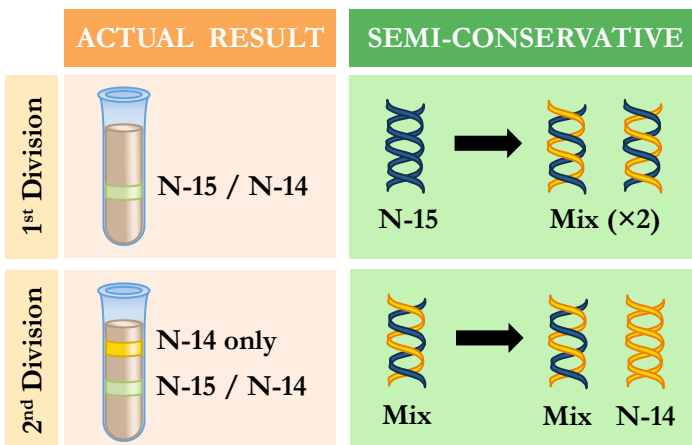 ACTUAL RESULT
SEMI-CONSERVATIVE
1st Division
N-15 / N-14
N-15
Mix (×2)
2nd Division
N-14 only
N-15 / N-14
Mix
Mix
N-14